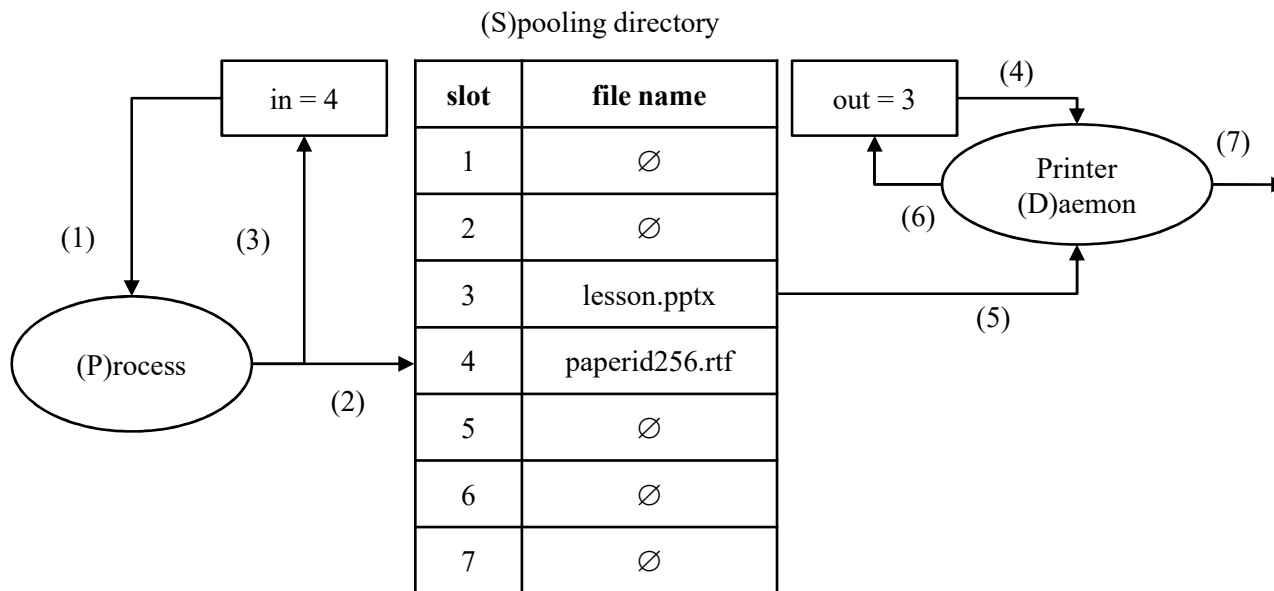 (S)pooling directory
in = 4
slot file name
out = 3
(4)
1 ∅
Printer
(D)aemon
(7)
(1)
(3)
2 ∅
(6)
3 lesson.pptx
(5)
(P)rocess
4 paperid256.rtf
(2)
5 ∅
6 ∅
7 ∅